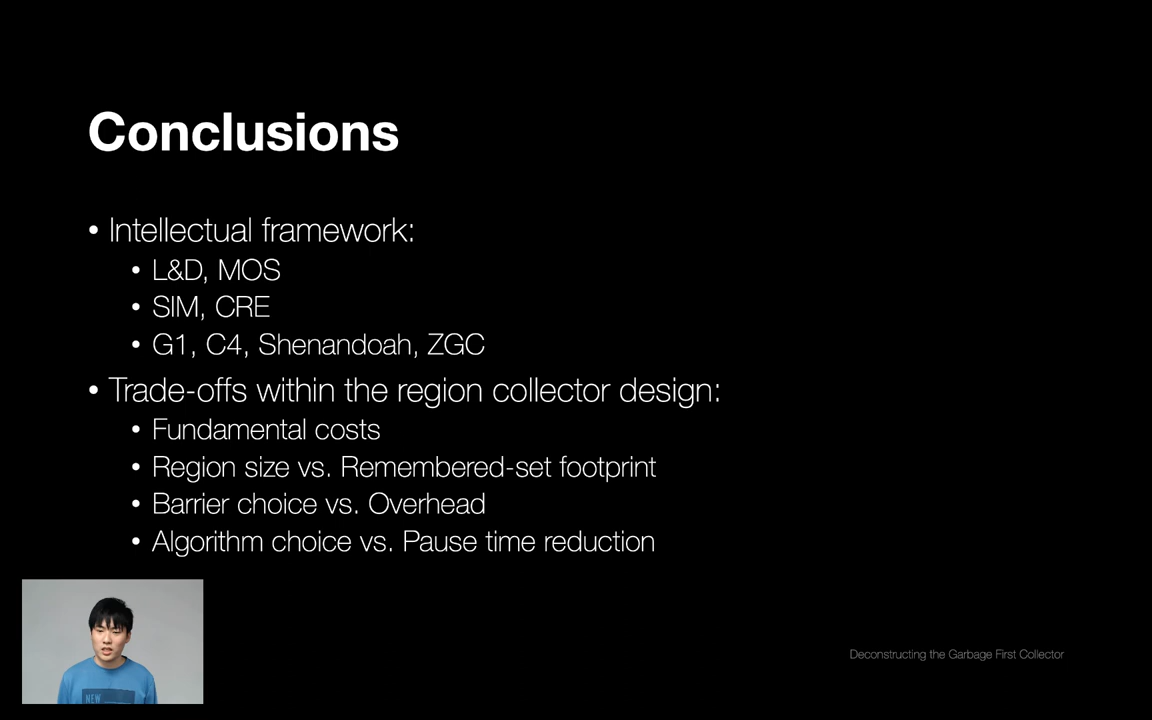 Conclusions
• Intellectual framework:
• L&D, MOS
• SIM, CRE
• G1, C4, Shenandoah, ZGC
• Trade-offs within the region collector design:
• Fundamental costs
• Region size vs. Remembered-set footprint
• Barrier choice vs. Overhead
• Algorithm choice vs. Pause time reduction
NEW
Deconstructing the Garbage First Collector